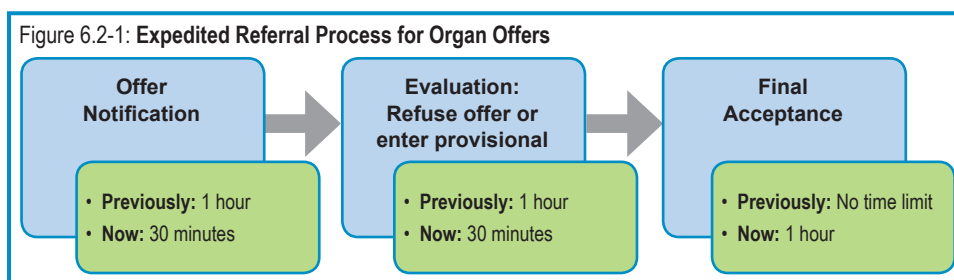 Figure 6.2-1: Expedited Referral Process for Organ Offers
Offer
Notification
• Previously: 1 hour
• Now: 30 minutes
Evaluation:
Refuse offer or
enter provisional
• Previously: 1 hour
• Now: 30 minutes
Final
Acceptance
• Previously: No time limit
• Now: 1 hour